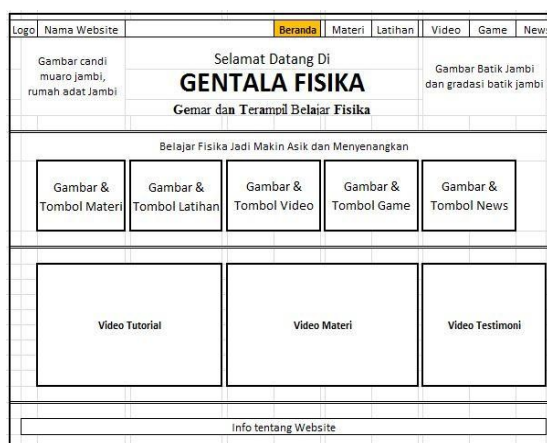 Logo Nama Website Beranda Materi Latihan Video Game News
Gambar candi
muaro jambi,
rumah adat Jambi
Selamat Datang Di
GENTALA FISIKA
Gemar dan Terampil Belajar Fisika
Gambar Batik Jambi
dan gradasi batik jambi
Belajar Fisika Jadi Makin Asik dan Menyenangkan
Gambar &
Tombol Materi
Gambar &
Tombol Latihan
Gambar &
Tombol Video
Gambar &
Tombol Game
Gambar &
Tombol News
Video Tutorial
Video Materi
Video Testimoni
Info tentang Website